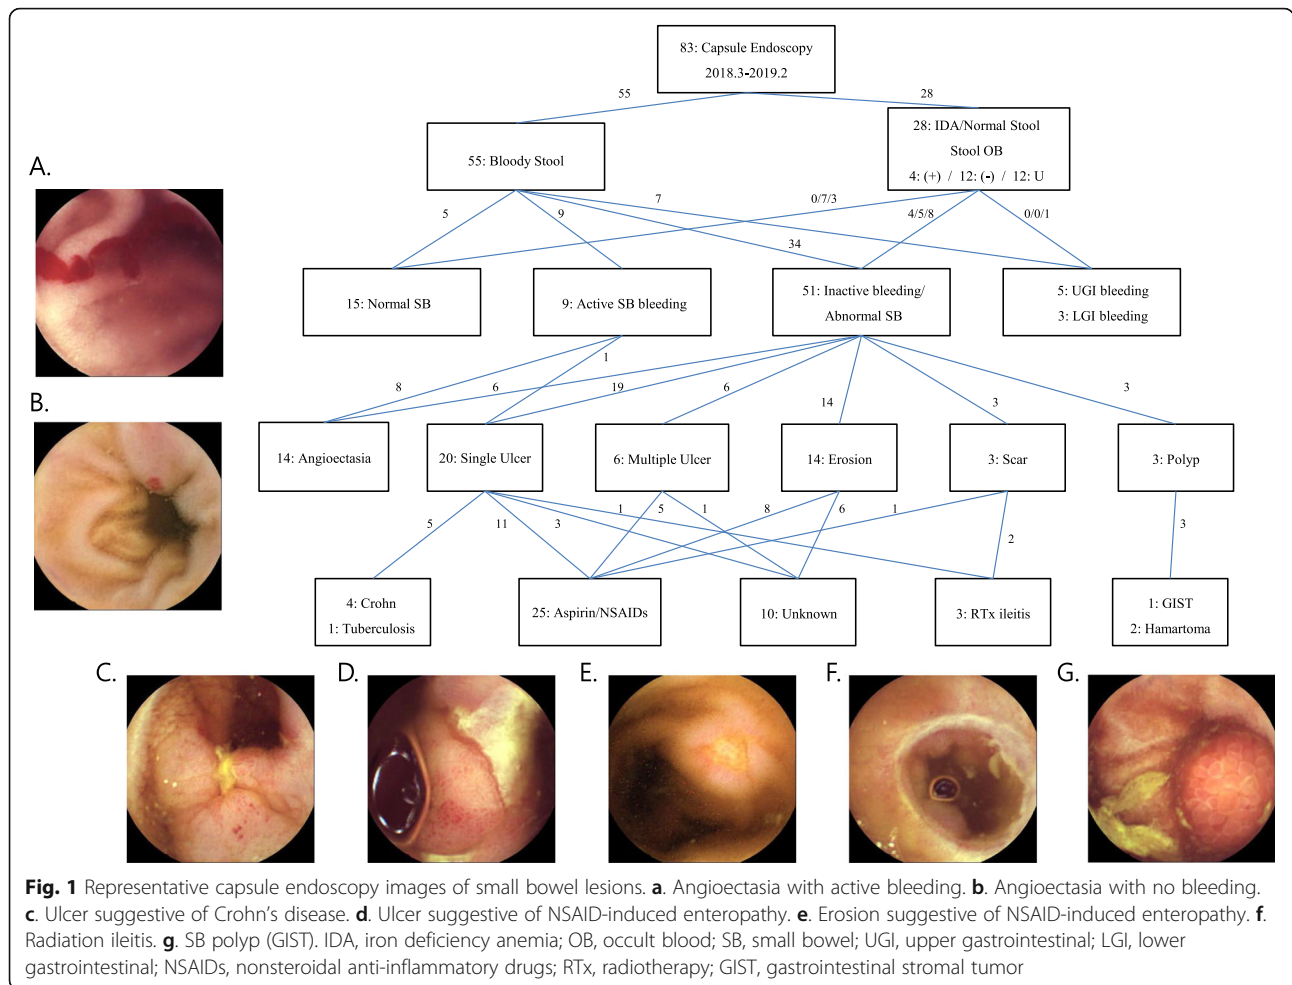 83: Capsule Endoscopy
2018.3-2019.2
55
28
28: IDA/Normal Stool
Stool OB
4: (+) / 12: (-) / 12: U
55: Bloody Stool
A.
5
9
7
34
0/7/3
4/5/8
0/0/1
15: Normal SB
9: Active SB bleeding
51: Inactive bleeding/
Abnormal SB
5: UGI bleeding
3: LGI bleeding
8
6
1
19
6
14
3
3
B.
14: Angioectasia
20: Single Ulcer
6: Multiple Ulcer
14: Erosion
3: Scar
3: Polyp
5
11
3
1
5
1
8
6
1
2
3
4: Crohn
1: Tuberculosis
25: Aspirin/NSAIDs
10: Unknown
3: RTx ileitis
1: GIST
2: Hamartoma
C.
D.
E.
F.
G.
Fig. 1 Representative capsule endoscopy images of small bowel lesions. a. Angioectasia with active bleeding. b. Angioectasia with no bleeding.
c. Ulcer suggestive of Crohn's disease. d. Ulcer suggestive of NSAID-induced enteropathy. e. Erosion suggestive of NSAID-induced enteropathy. f.
Radiation ileitis. g. SB polyp (GIST). IDA, iron deficiency anemia; OB, occult blood; SB, small bowel; UGI, upper gastrointestinal; LGI, lower
gastrointestinal; NSAIDs, nonsteroidal anti-inflammatory drugs; RTx, radiotherapy; GIST, gastrointestinal stromal tumor